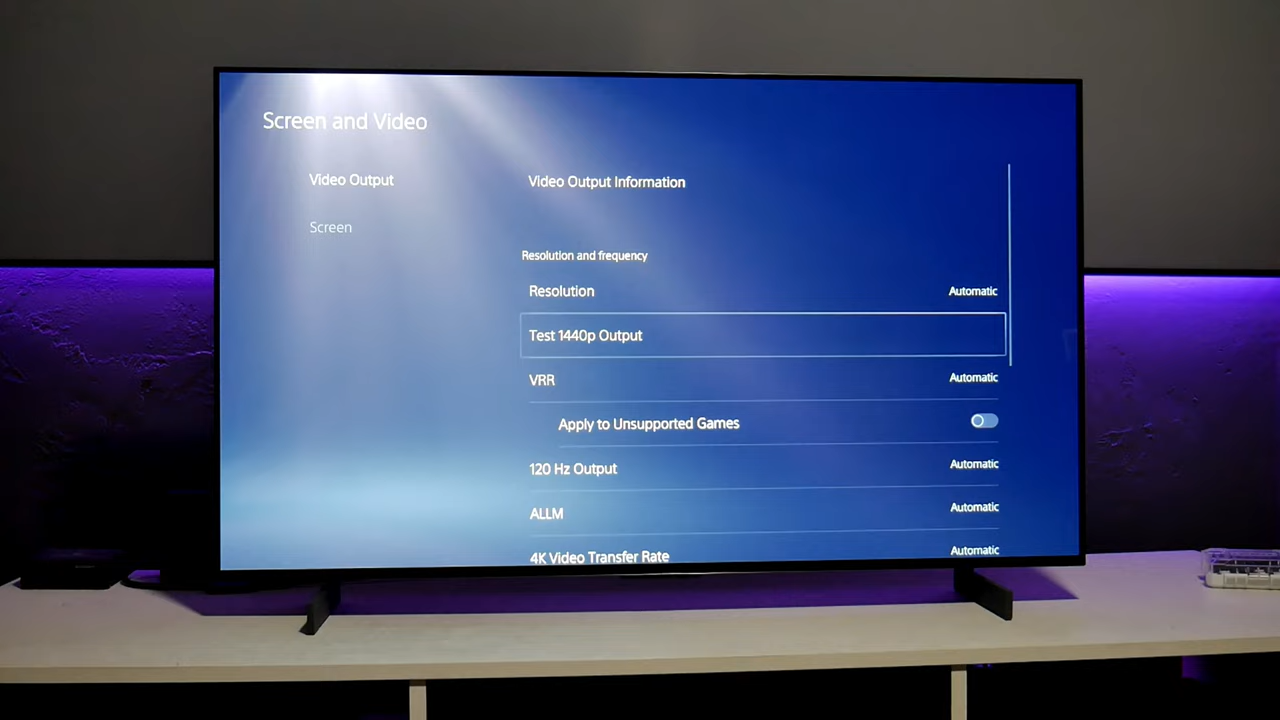 Screen and Video
Video Output
Screen
Video Output Information
Resolution and frequency
Resolution Automatic
Test 1440p Output
VRR Automatic
Apply to Unsupported Games
120 Hz Output Automatic
ALLM Automatic
4K Video Transfer Rate Automatic